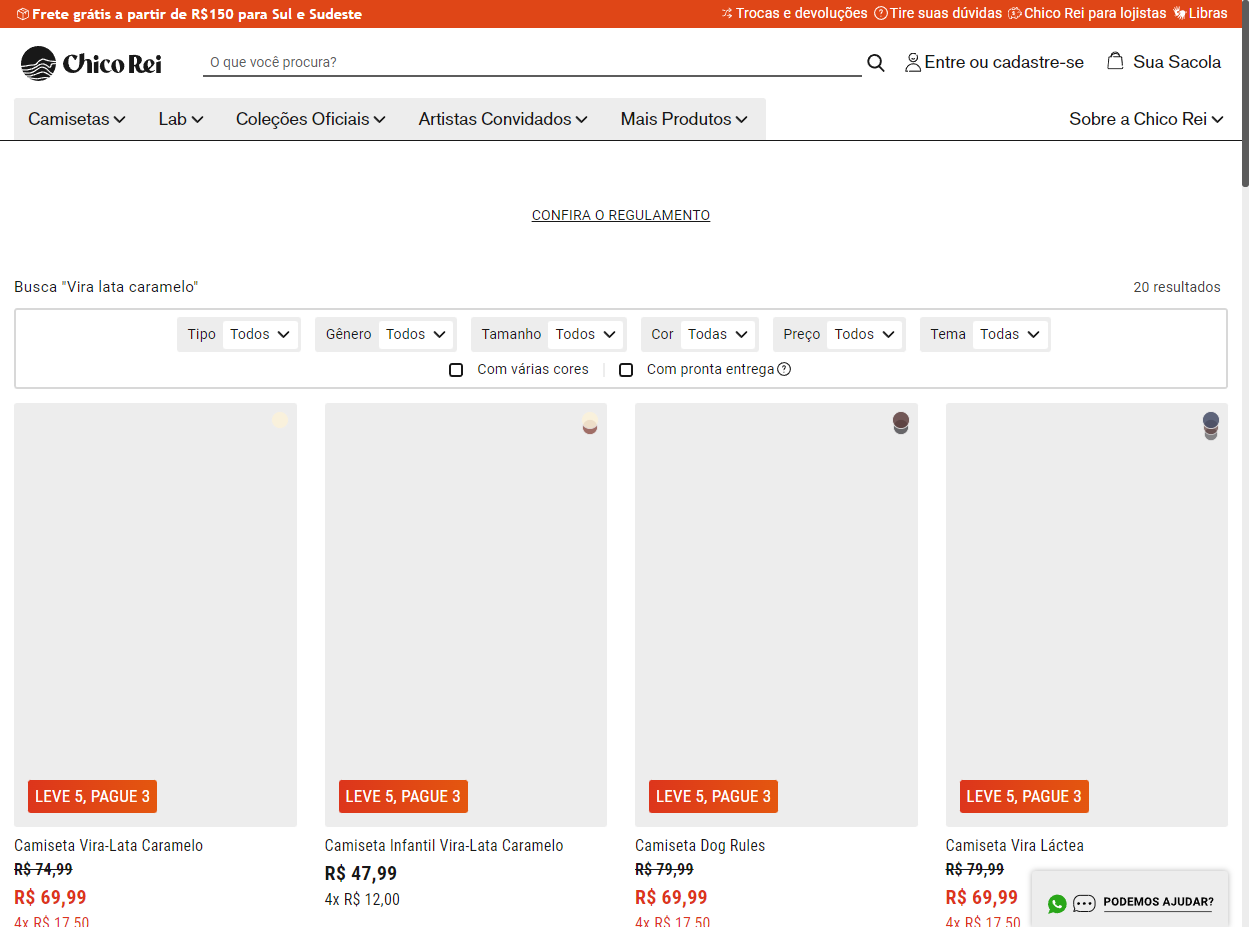 Frete grátis a partir de R$150 para Sul e Sudeste
Trocas e devoluções Tire suas dúvidas Chico Rei para lojistas Libras
Chico Rei
O que você procura?
Entre ou cadastre-se
Sua Sacola
Camisetas Lab Coleções Oficiais Artistas Convidados Mais Produtos Sobre a Chico Rei
CONFIRA O REGULAMENTO
Busca "Vira lata caramelo" 20 resultados
Tipo Todos Gênero Todos Tamanho Todos Cor Todas Preço Todos Tema Todas
Com várias cores Com pronta entrega
LEVE 5, PAGUE 3 LEVE 5, PAGUE 3 LEVE 5, PAGUE 3 LEVE 5, PAGUE 3
Camiseta Vira-Lata Caramelo
R$ 74,99
R$ 69,99
4x R$ 17,50
Camiseta Infantil Vira-Lata Caramelo
R$ 47,99
4x R$ 12,00
Camiseta Dog Rules
R$ 79,99
R$ 69,99
4x R$ 17,50
Camiseta Vira Láctea
R$ 79,99
R$ 69,99
4x R$ 17,50
PODEMOS AJUDAR?